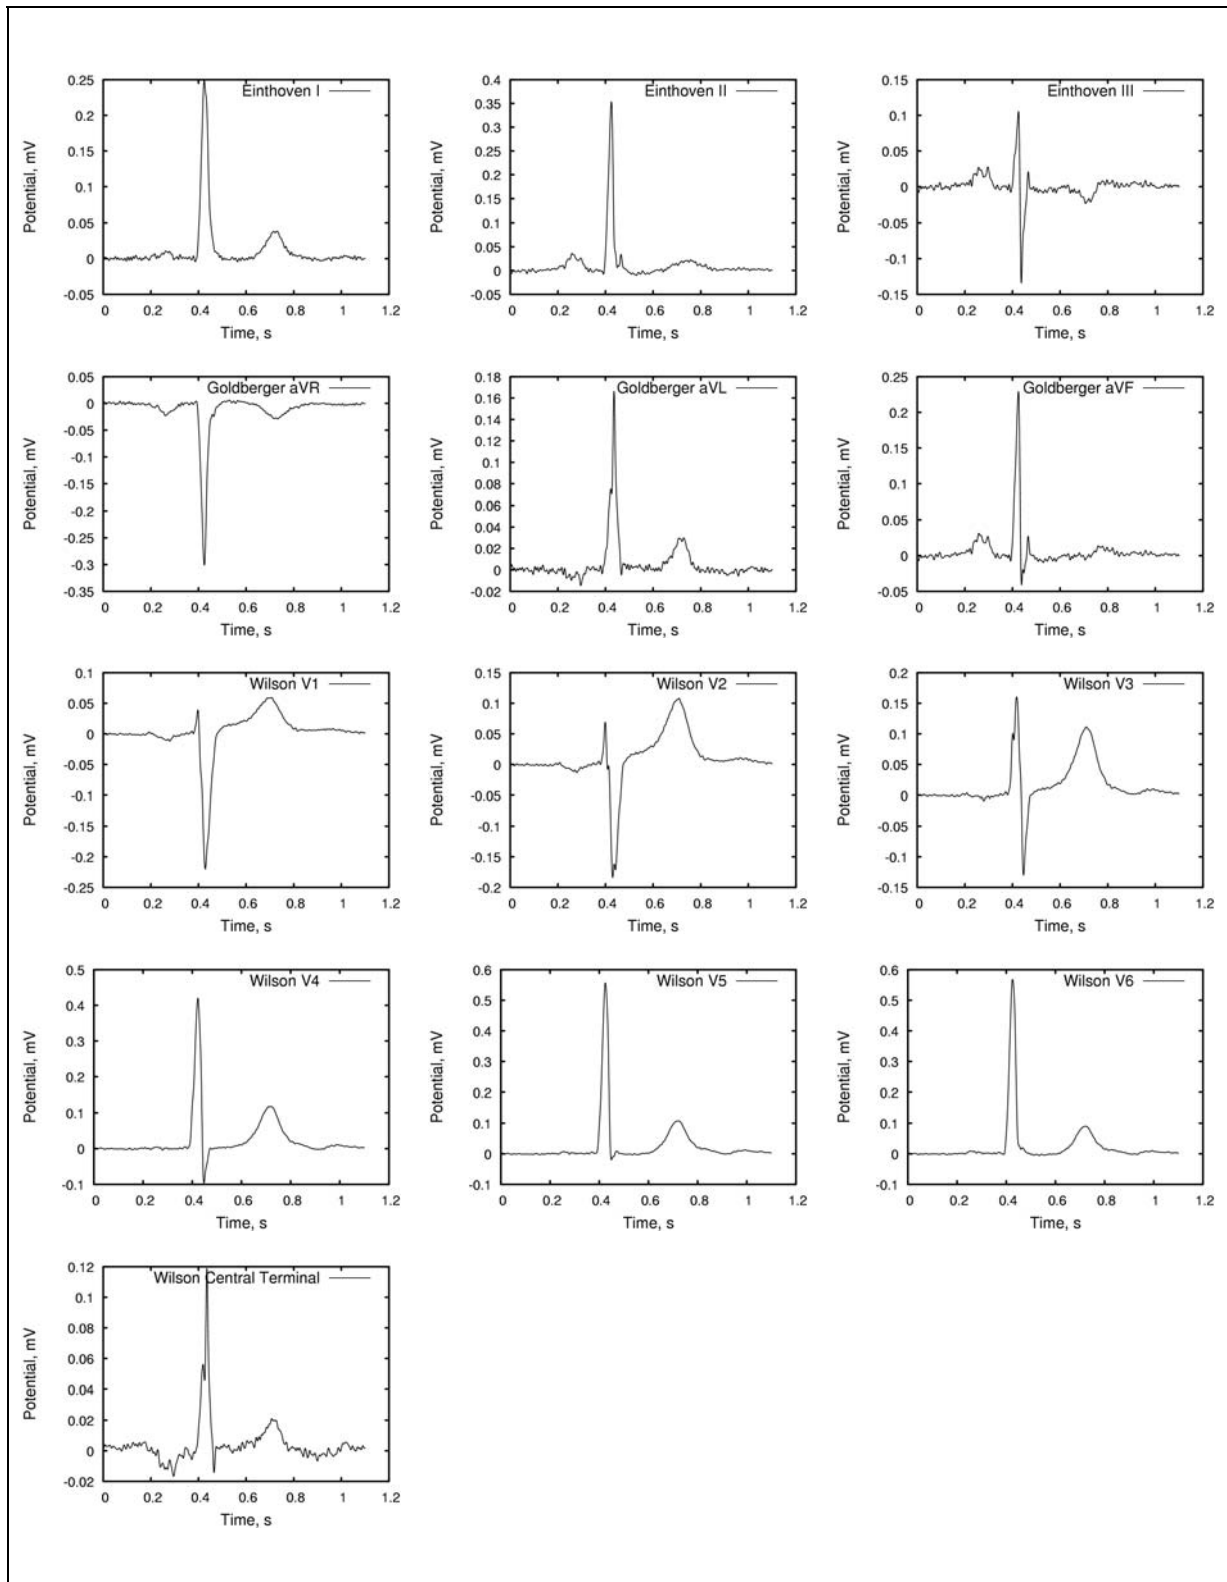 Einthoven I
0.25
0.2
0.15
0.1
0.05
0
-0.05
Potential, mV
0 0.2 0.4 0.6 0.8 1 1.2
Time, s
Einthoven II
0.4
0.35
0.3
0.25
0.2
0.15
0.1
0.05
0
-0.05
Potential, mV
0 0.2 0.4 0.6 0.8 1 1.2
Time, s
Einthoven III
0.15
0.1
0.05
0
-0.05
-0.1
-0.15
Potential, mV
0 0.2 0.4 0.6 0.8 1 1.2
Time, s
Goldberger aVR
0.05
0
-0.05
-0.1
-0.15
-0.2
-0.25
-0.3
-0.35
Potential, mV
0 0.2 0.4 0.6 0.8 1 1.2
Time, s
Goldberger aVL
0.18
0.16
0.14
0.12
0.1
0.08
0.06
0.04
0.02
0
-0.02
Potential, mV
0 0.2 0.4 0.6 0.8 1 1.2
Time, s
Goldberger aVF
0.25
0.2
0.15
0.1
0.05
0
-0.05
Potential, mV
0 0.2 0.4 0.6 0.8 1 1.2
Time, s
Wilson V1
0.1
0.05
0
-0.05
-0.1
-0.15
-0.2
-0.25
Potential, mV
0 0.2 0.4 0.6 0.8 1 1.2
Time, s
Wilson V2
0.15
0.1
0.05
0
-0.05
-0.1
-0.15
-0.2
Potential, mV
0 0.2 0.4 0.6 0.8 1 1.2
Time, s
Wilson V3
0.2
0.15
0.1
0.05
0
-0.05
-0.1
-0.15
Potential, mV
0 0.2 0.4 0.6 0.8 1 1.2
Time, s
Wilson V4
0.5
0.4
0.3
0.2
0.1
0
-0.1
Potential, mV
0 0.2 0.4 0.6 0.8 1 1.2
Time, s
Wilson V5
0.6
0.5
0.4
0.3
0.2
0.1
0
-0.1
Potential, mV
0 0.2 0.4 0.6 0.8 1 1.2
Time, s
Wilson V6
0.6
0.5
0.4
0.3
0.2
0.1
0
-0.1
Potential, mV
0 0.2 0.4 0.6 0.8 1 1.2
Time, s
Wilson Central Terminal
0.12
0.1
0.08
0.06
0.04
0.02
0
-0.02
Potential, mV
0 0.2 0.4 0.6 0.8 1 1.2
Time, s